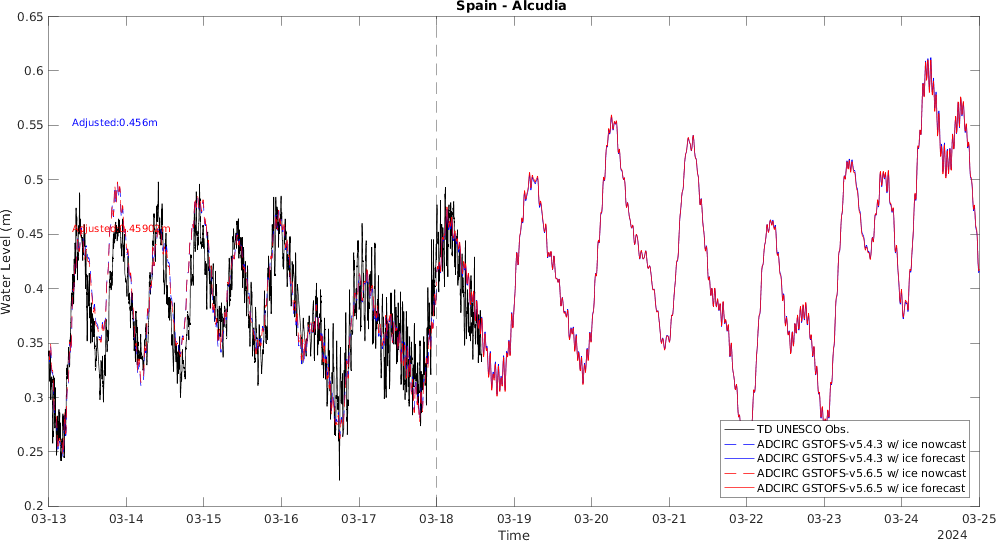 Spain - Alcudia
0.65
0.6
0.55
0.5
0.45
0.4
0.35
0.3
0.25
0.2
Water Level (m)
Adjusted:0.456m
TD UNESCO Obs.
ADCIRC GSTOFS-v5.4.3 w/ ice nowcast
ADCIRC GSTOFS-v5.4.3 w/ ice forecast
ADCIRC GSTOFS-v5.6.5 w/ ice nowcast
ADCIRC GSTOFS-v5.6.5 w/ ice forecast
03-13 03-14 03-15 03-16 03-17 03-18 03-19 03-20 03-21 03-22 03-23 03-24 03-25
Time
2024